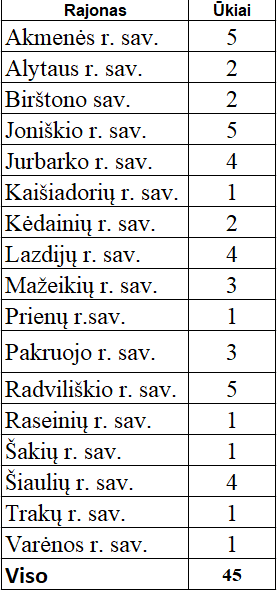 Rajonas Ūkiai
Akmenės r. sav. 5
Alytaus r. sav. 2
Birštono sav. 2
Joniškio r. sav. 5
Jurbarko r. sav. 4
Kaišiadorių r. sav. 1
Kėdainių r. sav. 2
Lazdijų r. sav. 4
Mažeikių r. sav. 3
Prienų r.sav. 1
Pakruojo r. sav. 3
Radviliškio r. sav. 5
Raseinių r. sav. 1
Šakių r. sav. 1
Šiaulių r. sav. 4
Trakų r. sav. 1
Varėnos r. sav. 1
Viso 45